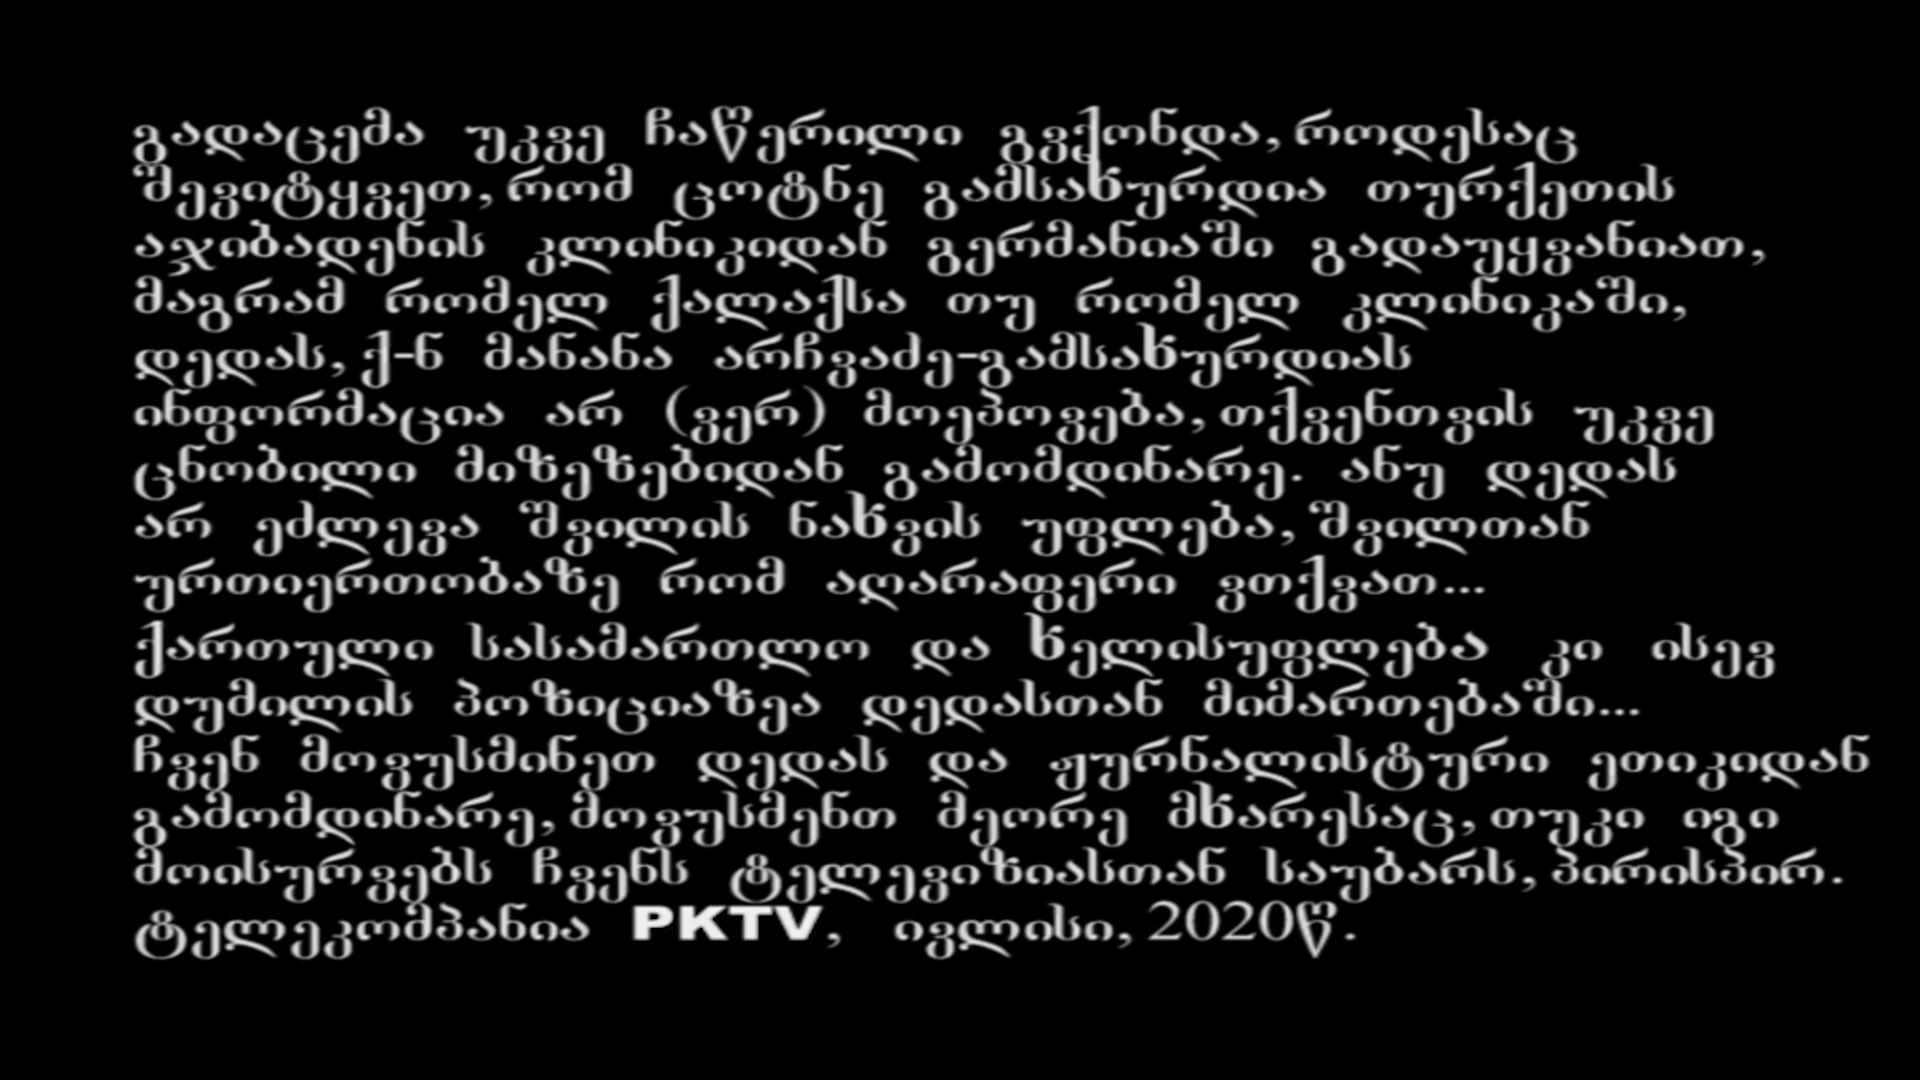 გადაცემა უკვე ჩაწერილი გვქონდა, როდესაც
შევიტყვეთ, რომ ცოტნე გამსახურდია თურქეთის
აჯიბადენის კლინიკიდან გერმანიაში გადაუყვანიათ,
მაგრამ რომელ ქალაქსა თუ რომელ კლინიკაში,
დედას, ქ-ნ მანანა არჩვაძე-გამსახურდიას
ინფორმაცია არ (ვერ) მოეპოვება, თქვენთვის უკვე
ცნობილი მიზეზებიდან გამომდინარე. ანუ დედას
არ ეძლევა შვილის ნახვის უფლება, შვილთან
ურთიერთობაზე რომ აღარაფერი ვთქვათ...
ქართული სასამართლო და ხელისუფლება კი ისევ
დუმილის პოზიციაზეა დედასთან მიმართებაში...
ჩვენ მოვუსმინეთ დედას და ჟურნალისტური ეთიკიდან
გამომდინარე, მოვუსმენთ მეორე მხარესაც, თუკი იგი
მოისურვებს ჩვენს ტელევიზიასთან საუბარს, პირისპირ.
ტელეკომპანია PKTV, ივლისი, 2020წ.